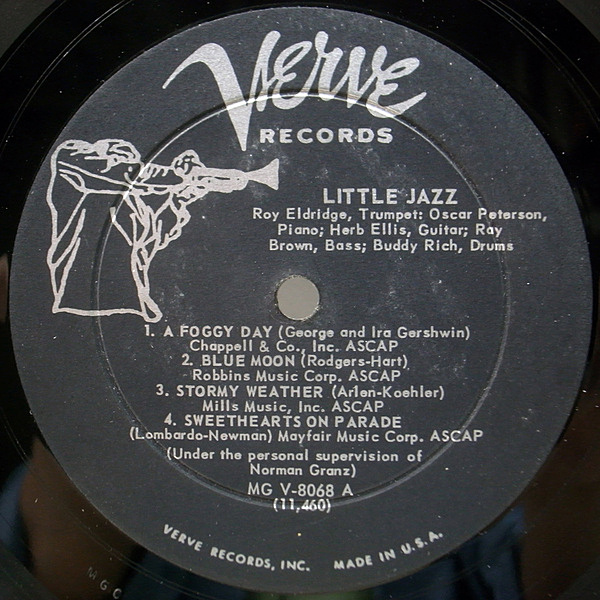 Verve
RECORDS
LITTLE JAZZ
Roy Eldridge, Trumpet: Oscar Peterson,
Piano; Herb Ellis, Guitar; Ray
Brown, Bass; Buddy Rich, Drums
1. A FOGGY DAY (George and Ira Gershwin)
Chappell & Co., Inc. ASCAP
2. BLUE MOON (Rodgers-Hart)
Robbins Music Corp. ASCAP
3. STORMY WEATHER (Arlen-Koehler)
Mills Music, Inc. ASCAP
4. SWEETHEARTS ON PARADE
(Lombardo-Newman) Mayfair Music Corp. ASCAP
(Under the personal supervision of
Norman Granz)
MG V-8068 A
(11,460)
VERVE RECORDS, INC. MADE IN U.S.A.
MGC